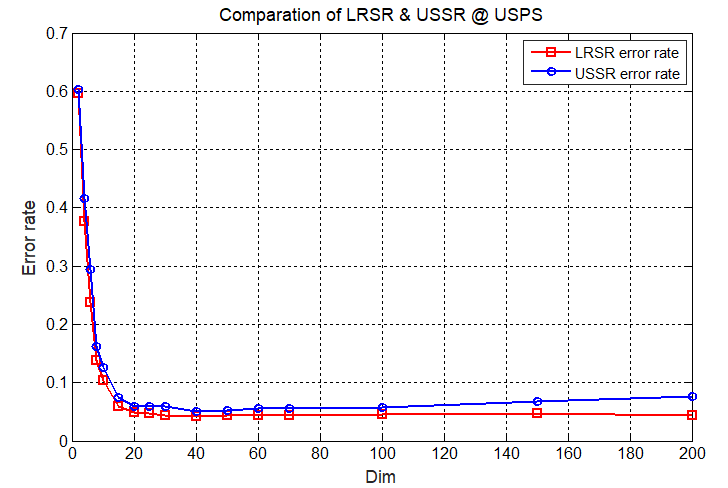 Comparation of LRSR & USSR @ USPS
0.7
LRSR error rate
USSR error rate
0.6
0.5
0.4
0.3
0.2
0.1
0
Error rate
0 20 40 60 80 100 120 140 160 180 200
Dim